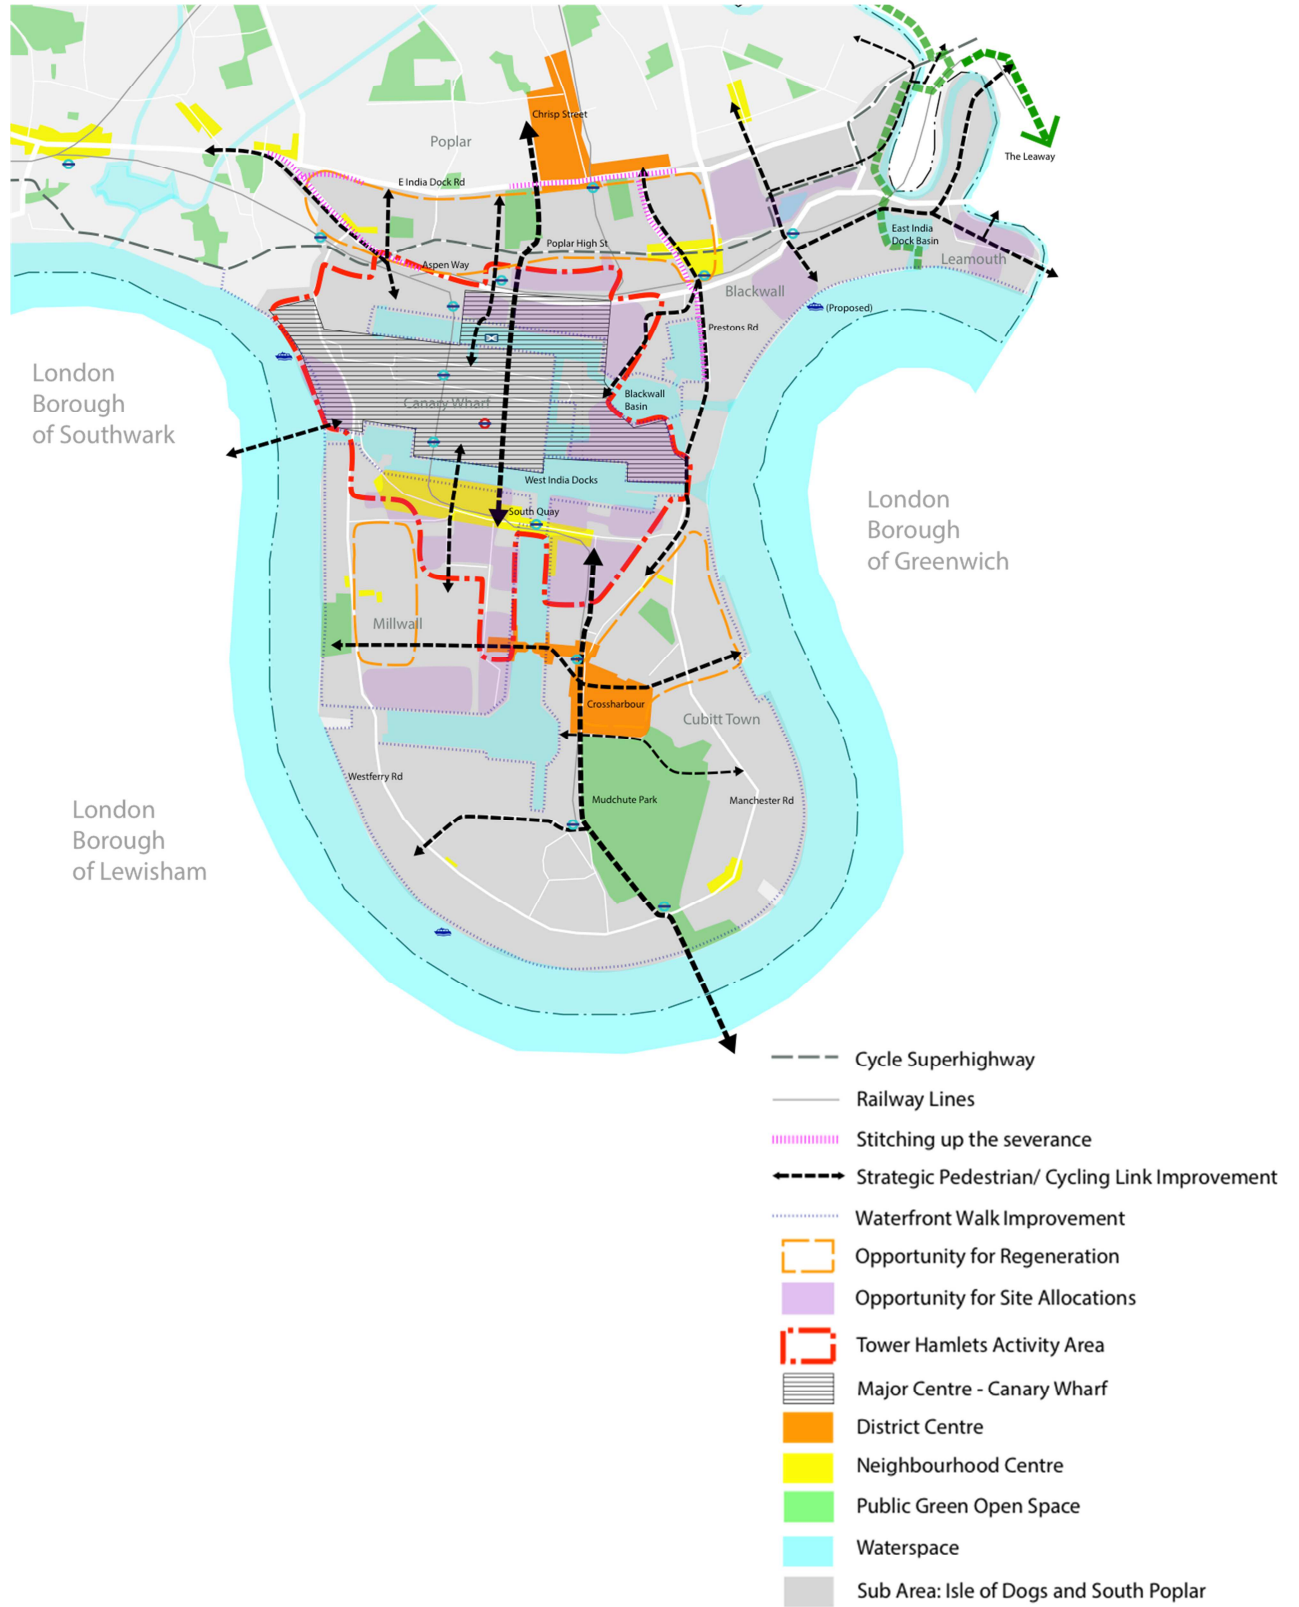 Chrisp Street
Poplar
The Leaway
E India Dock Rd
East India
Dock Basin
Poplar High St
Leamouth
Aspen Way
Blackwall
(Proposed)
Prestons Rd
London
Borough
of Southwark
Blackwall
Basin
Canary Wharf
West India Docks
London
Borough
of Greenwich
South Quay
Millwall
Crossharbour
Cubitt Town
Westferry Rd
Mudchute Park
Manchester Rd
London
Borough
of Lewisham
Cycle Superhighway
Railway Lines
Stitching up the severance
Strategic Pedestrian/ Cycling Link Improvement
Waterfront Walk Improvement
Opportunity for Regeneration
Opportunity for Site Allocations
Tower Hamlets Activity Area
Major Centre - Canary Wharf
District Centre
Neighbourhood Centre
Public Green Open Space
Waterspace
Sub Area: Isle of Dogs and South Poplar